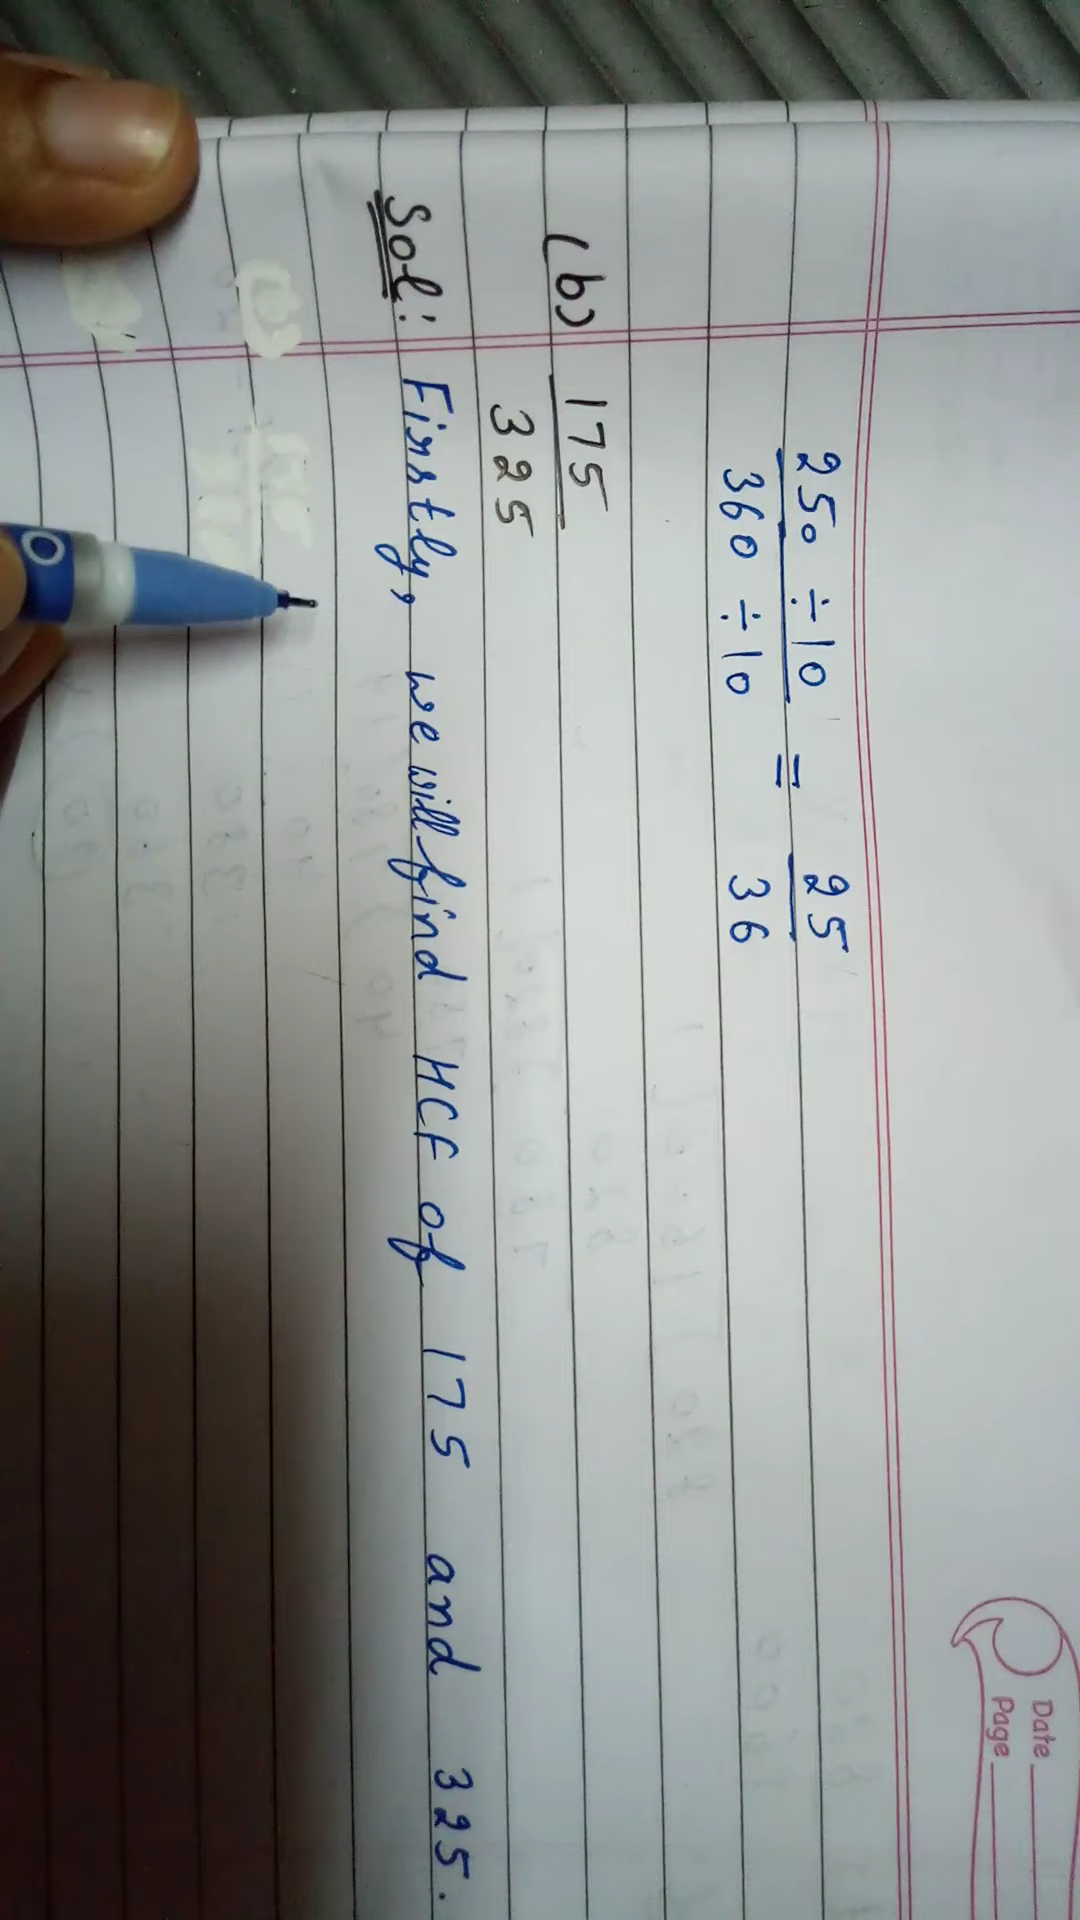 Date
Page
250 ÷ 10 = 25
360 ÷ 10 36
(b) 175
325
Sol: Firstly, we will find HCF of 175 and 325.